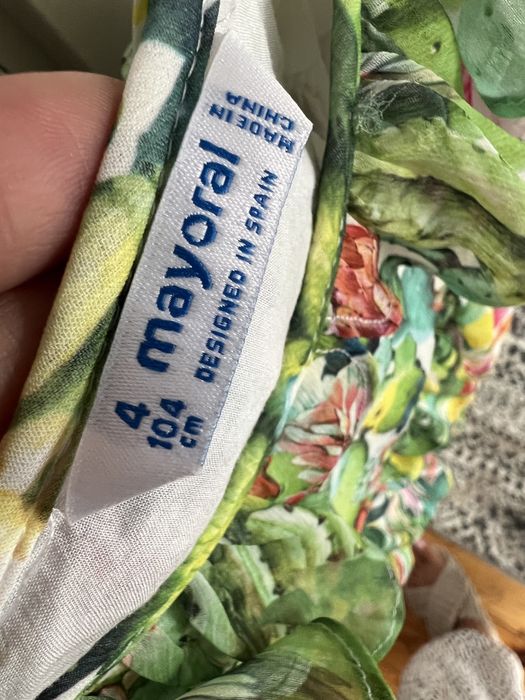 mayoral
DESIGNED IN SPAIN
4
104
cm
MADE IN
CHINA